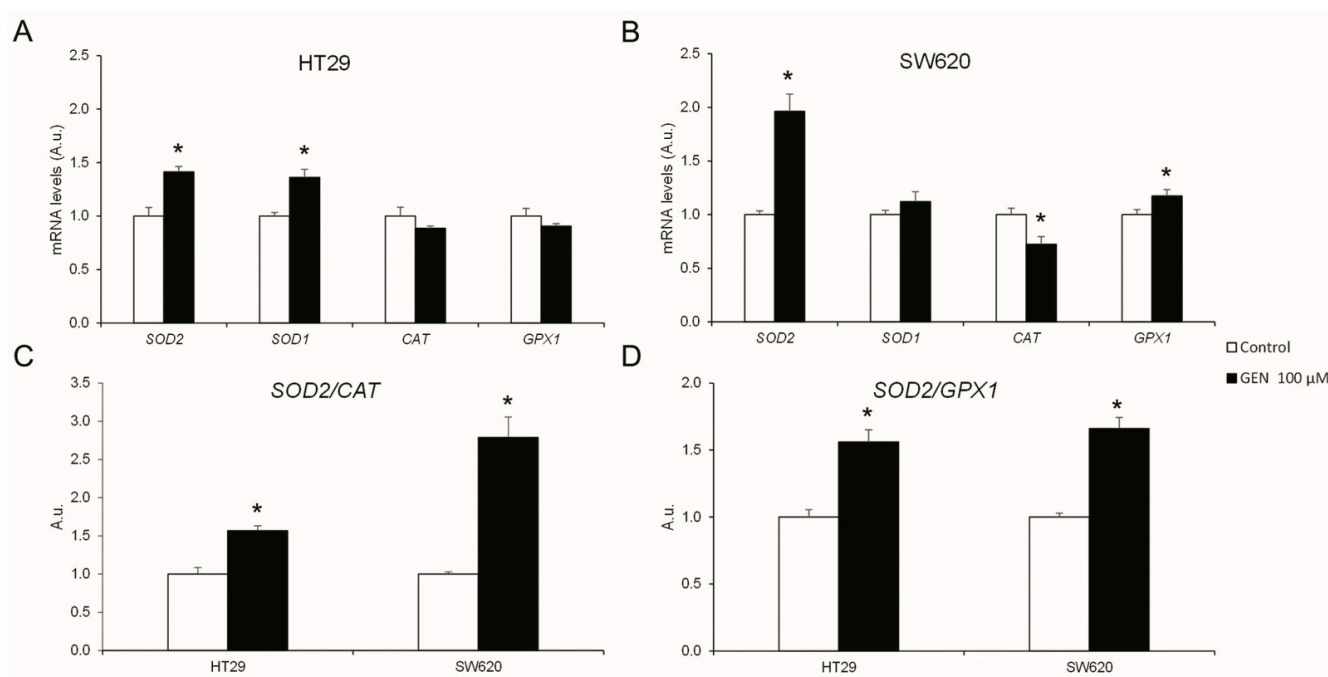 A
HT29
mRNA levels (A.u.)
2.5
2.0
1.5
1.0
0.5
0.0
*
*
SOD2 SOD1 CAT GPX1
B
SW620
mRNA levels (A.u.)
2.5
2.0
1.5
1.0
0.5
0.0
*
*
*
SOD2 SOD1 CAT GPX1
Control
GEN 100 μM
C
SOD2/CAT
A.u.
3.5
3.0
2.5
2.0
1.5
1.0
0.5
0.0
*
*
HT29 SW620
D
SOD2/GPX1
A.u.
2.0
1.5
1.0
0.5
0.0
*
*
HT29 SW620